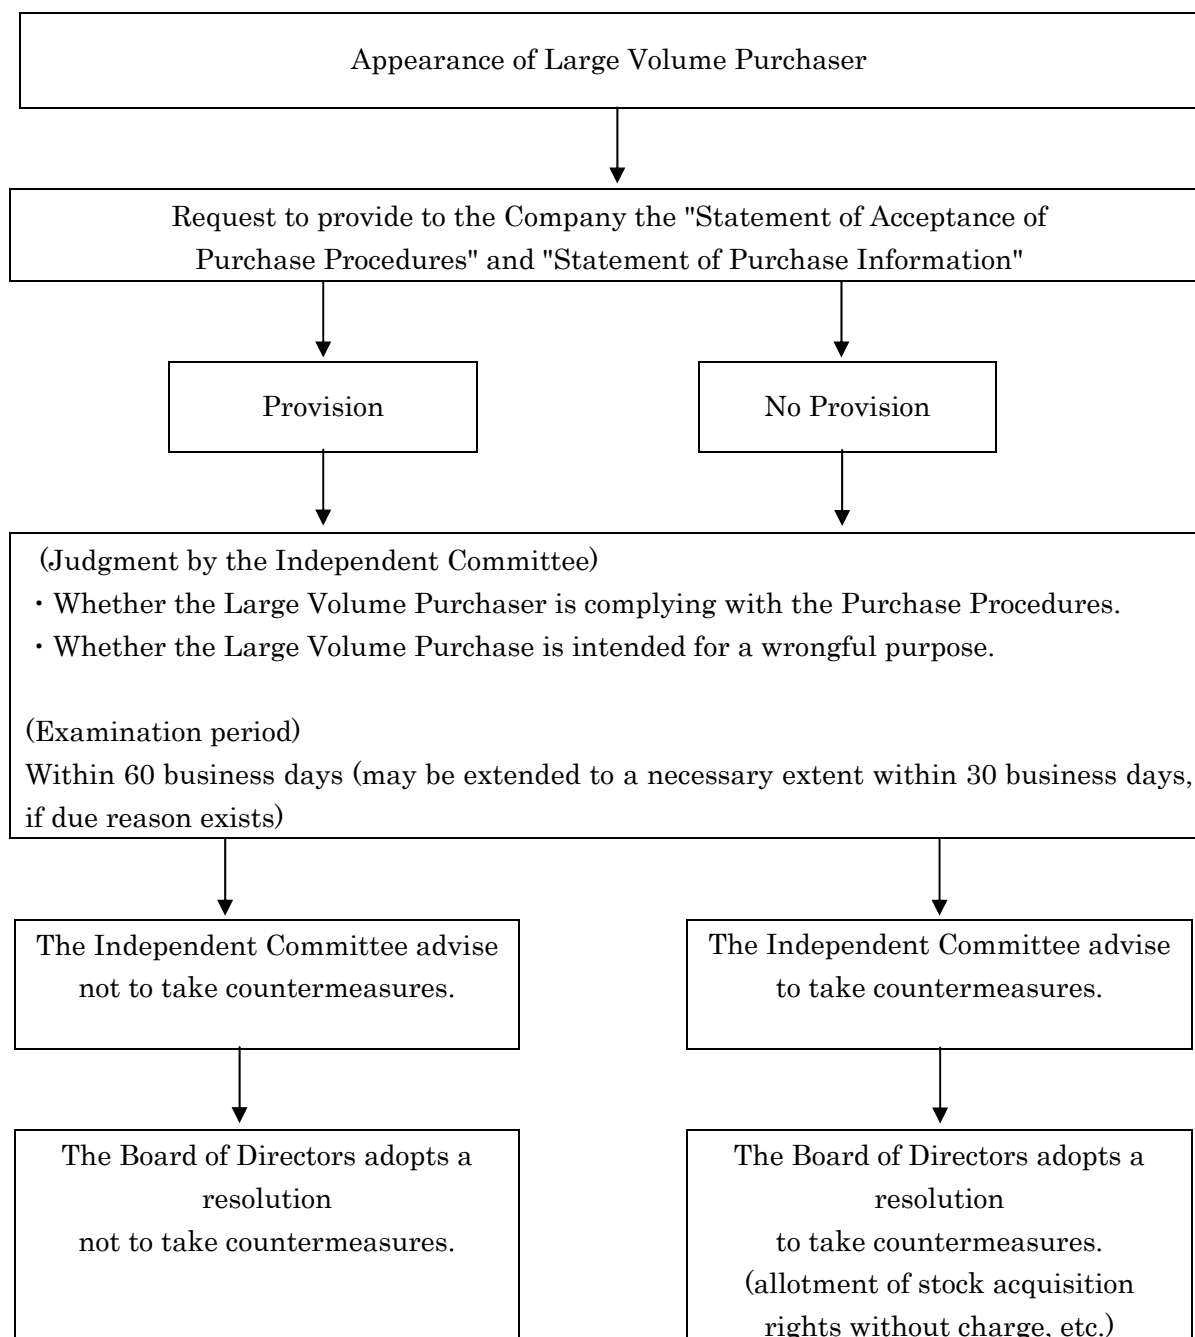 Appearance of Large Volume Purchaser
Request to provide to the Company the "Statement of Acceptance of
Purchase Procedures" and "Statement of Purchase Information"
Provision
No Provision
(Judgment by the Independent Committee)
・Whether the Large Volume Purchaser is complying with the Purchase Procedures.
・Whether the Large Volume Purchase is intended for a wrongful purpose.
(Examination period)
Within 60 business days (may be extended to a necessary extent within 30 business days,
if due reason exists)
The Independent Committee advise
not to take countermeasures.
The Independent Committee advise
to take countermeasures.
The Board of Directors adopts a
resolution
not to take countermeasures.
The Board of Directors adopts a
resolution
to take countermeasures.
(allotment of stock acquisition
rights without charge, etc.)